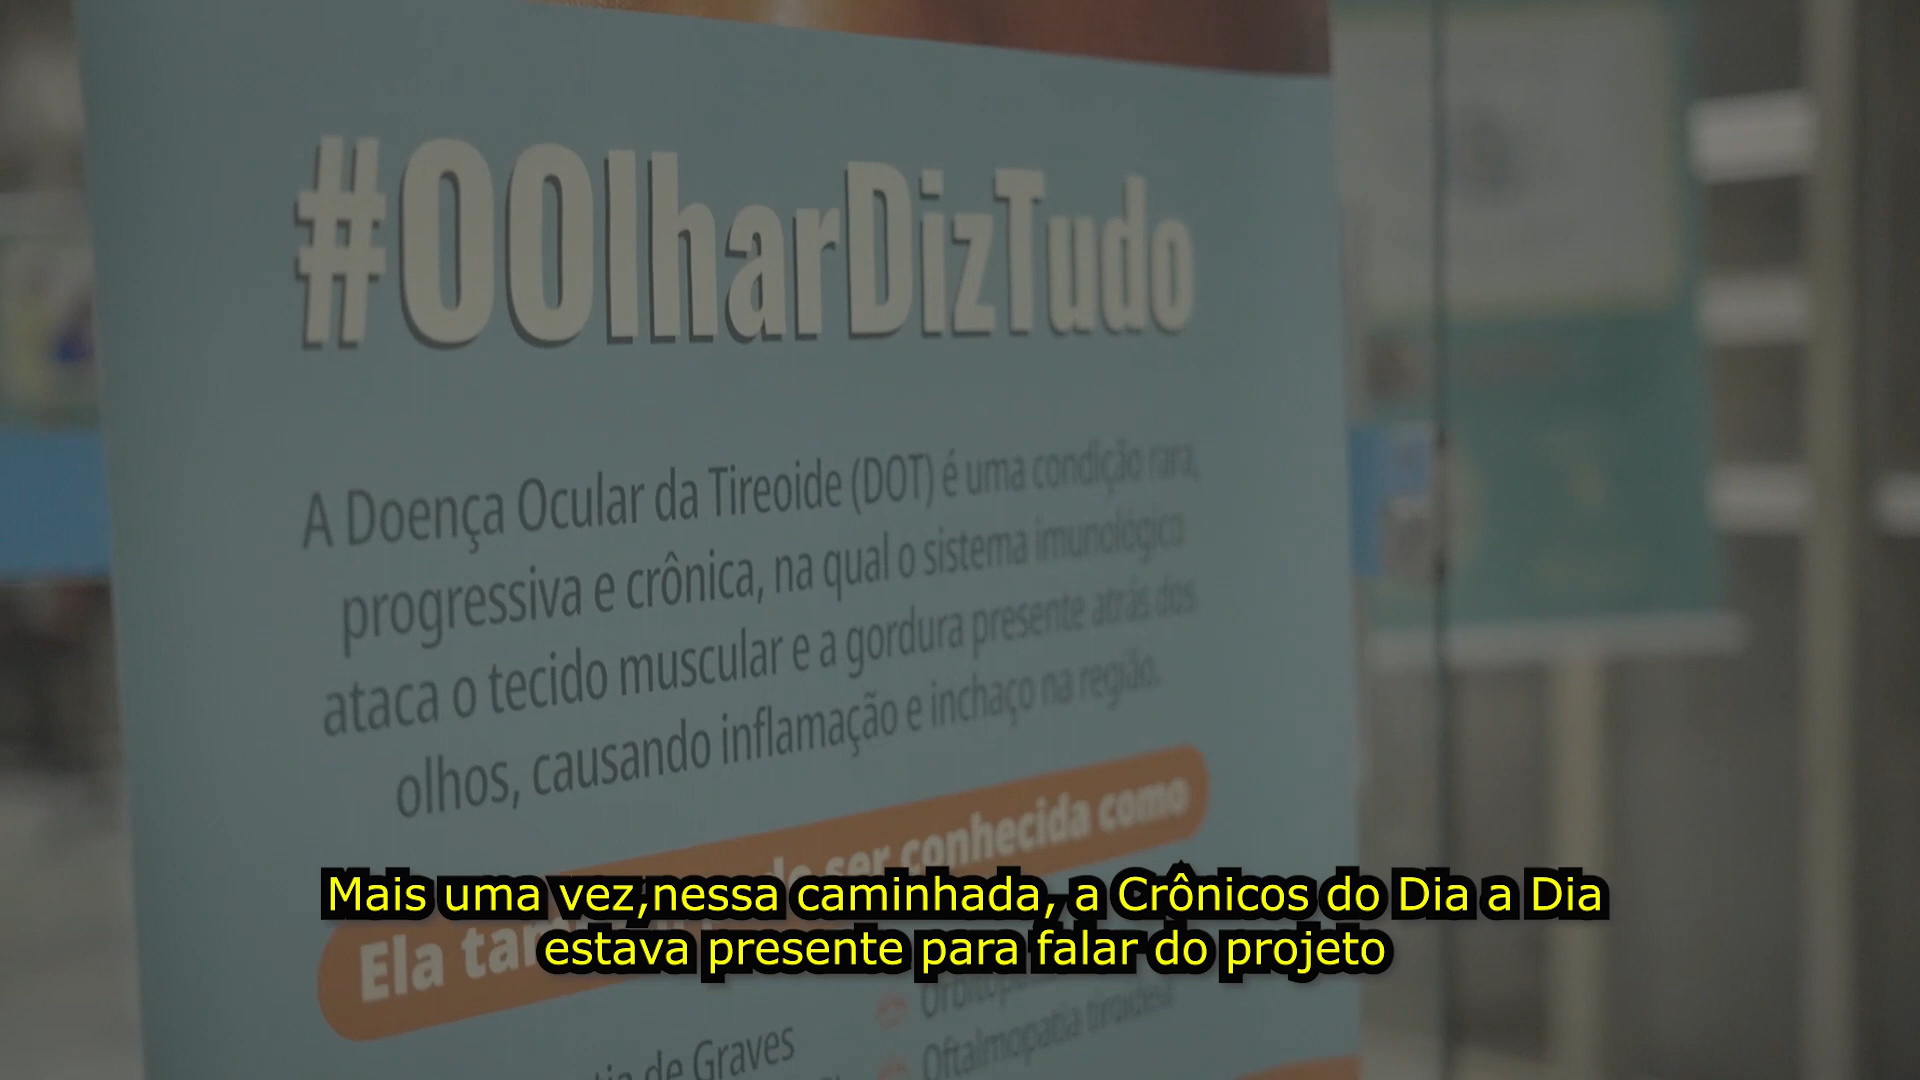 #OOlharDizTudo
A Doença Ocular da Tireoide (DOT) é uma condição rara,
progressiva e crônica, na qual o sistema imunológico
ataca o tecido muscular e a gordura presente atrás dos
olhos, causando inflamação e inchaço na região.
ser conhecida como
Ela
Mais uma vez,nessa caminhada, a Crônicos do Dia a Dia
estava presente para falar do projeto
de Graves
Oftalmopatia tiroidea